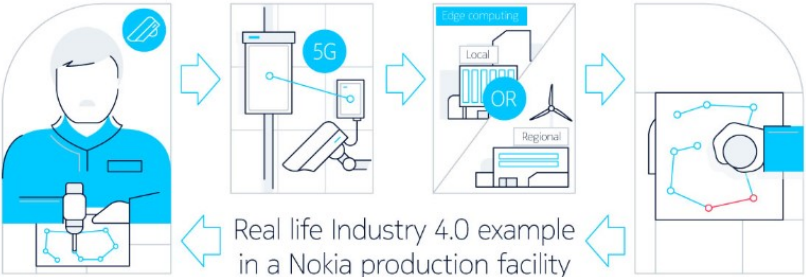 5G
Edge computing
Local
OR
Regional
Real life Industry 4.0 example
in a Nokia production facility